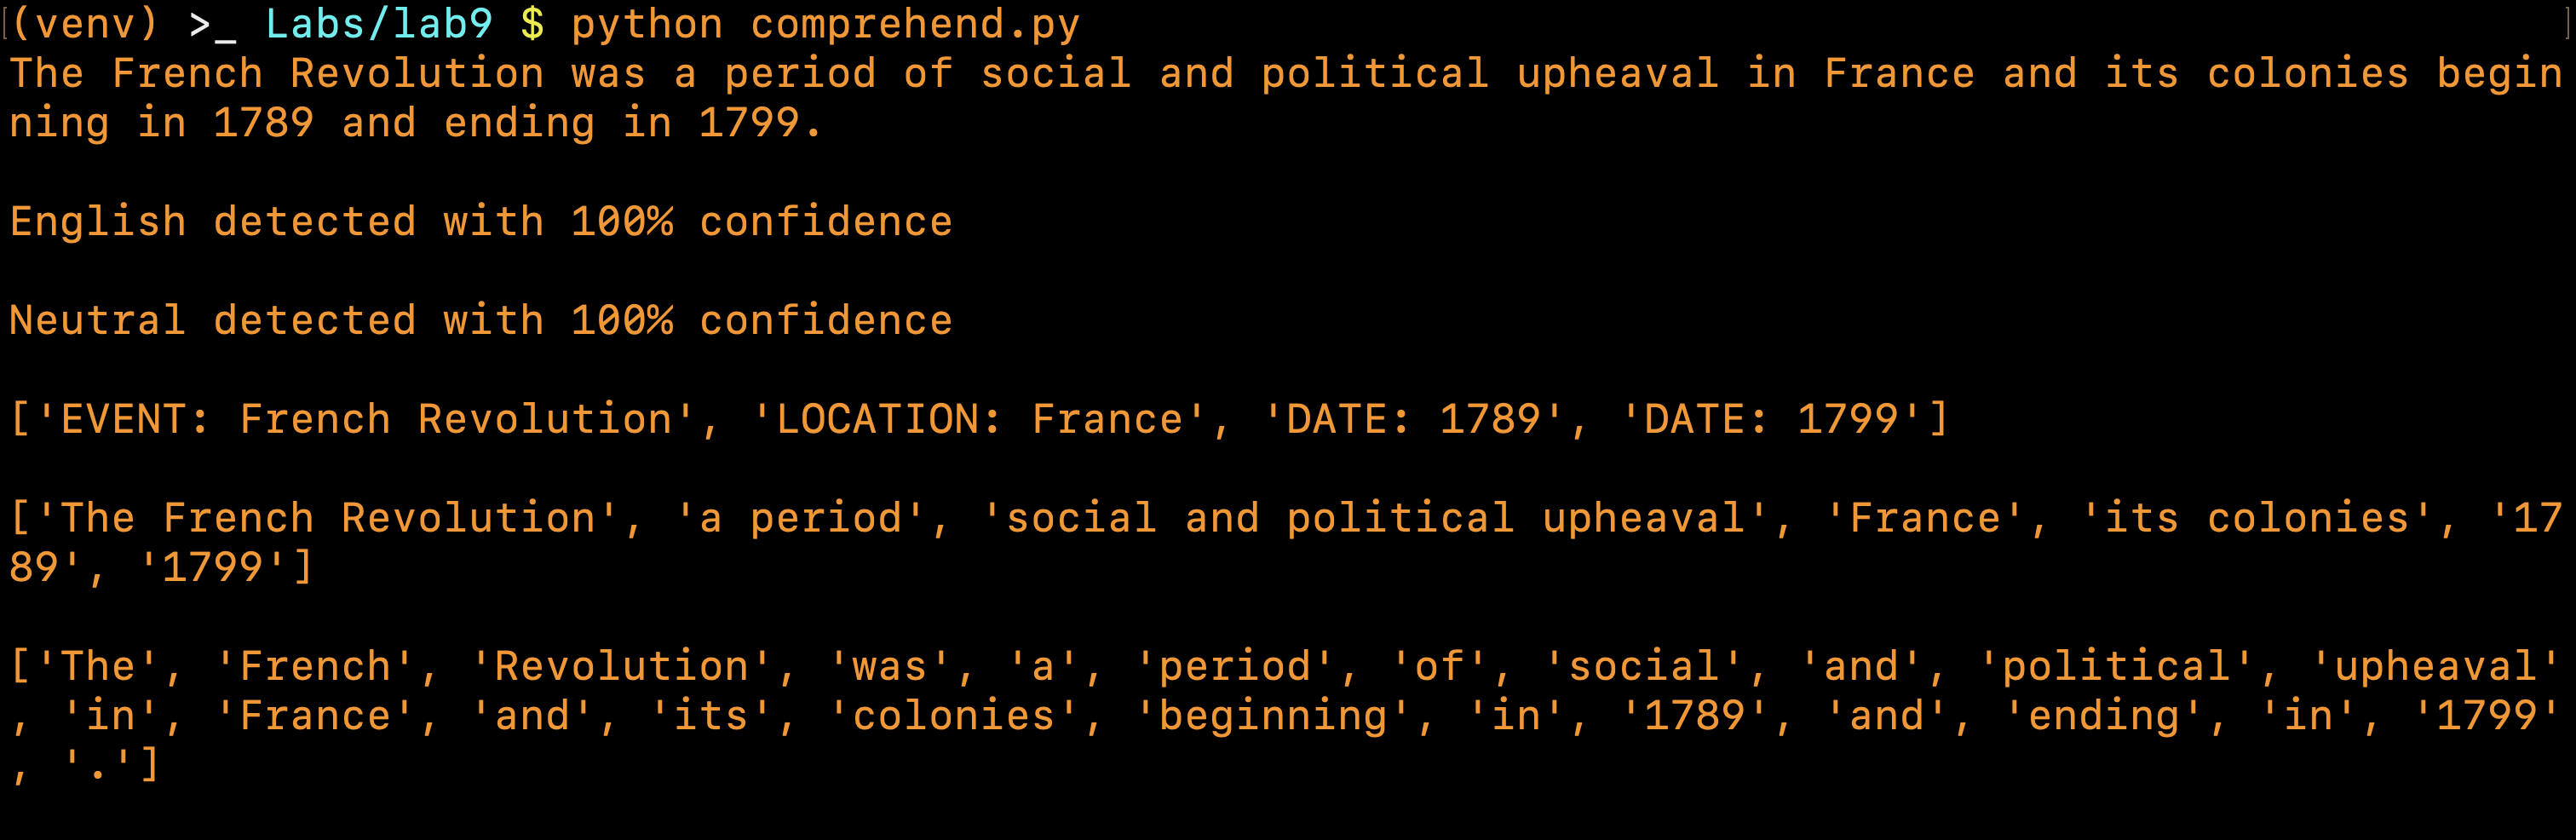 (venv) >_ Labs/lab9 $ python comprehend.py
The French Revolution was a period of social and political upheaval in France and its colonies begin
ning in 1789 and ending in 1799.
English detected with 100% confidence
Neutral detected with 100% confidence
['EVENT: French Revolution', 'LOCATION: France', 'DATE: 1789', 'DATE: 1799']
['The French Revolution', 'a period', 'social and political upheaval', 'France', 'its colonies', '17
89', '1799']
['The', 'French', 'Revolution', 'was', 'a', 'period', 'of', 'social', 'and', 'political', 'upheaval'
, 'in', 'France', 'and', 'its', 'colonies', 'beginning', 'in', '1789', 'and', 'ending', 'in', '1799'
, '.']